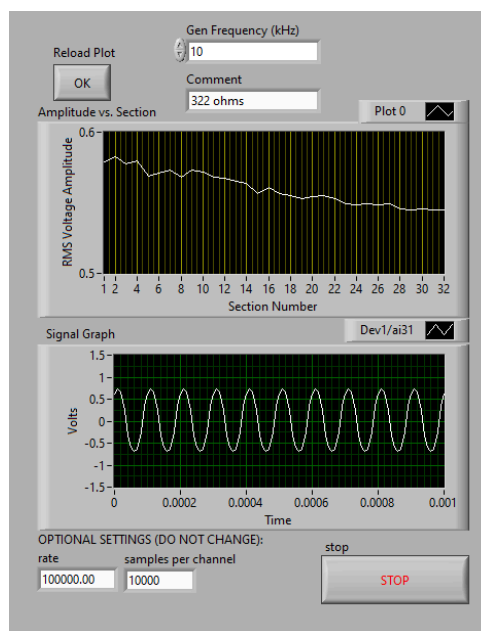 Gen Frequency (kHz)
10
Reload Plot
OK
Comment
322 ohms
Amplitude vs. Section
Plot 0
RMS Voltage Amplitude
0.6
0.5
1 2 4 6 8 10 12 14 16 18 20 22 24 26 28 30 32
Section Number
Signal Graph
Dev1/ai31
Volts
1.5
1
0.5
0
-0.5
-1
-1.5
0 0.0002 0.0004 0.0006 0.0008 0.001
Time
OPTIONAL SETTINGS (DO NOT CHANGE):
rate
samples per channel
100000.00
10000
stop
STOP